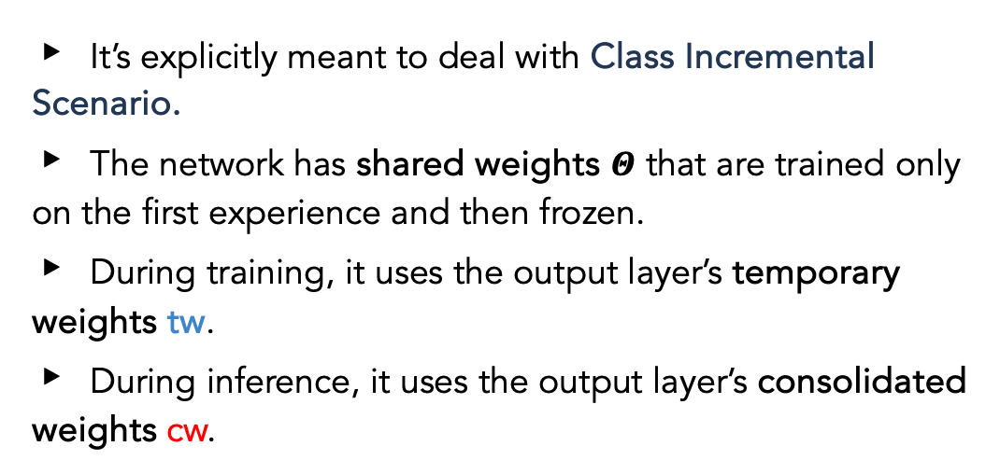 ▶ It’s explicitly meant to deal with Class Incremental
Scenario.
▶ The network has shared weights Θ that are trained only
on the first experience and then frozen.
▶ During training, it uses the output layer’s temporary
weights tw.
▶ During inference, it uses the output layer’s consolidated
weights cw.